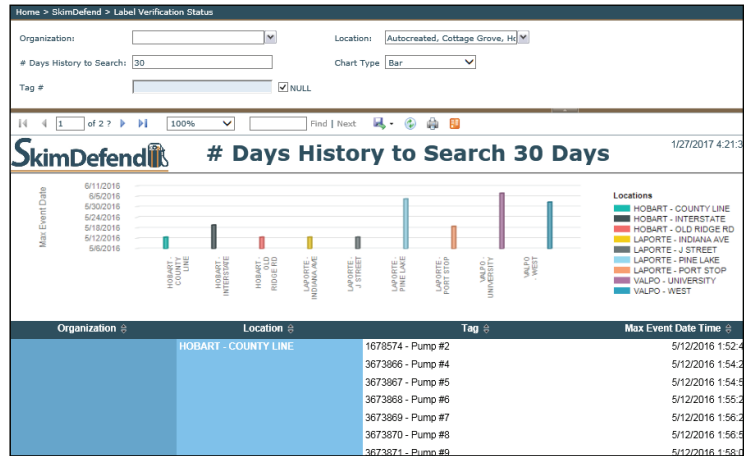 Home > SkimDefend > Label Verification Status
Organization:
Location: Autocreated, Cottage Grove, Ho
# Days History to Search: 30
Chart Type Bar
Tag #
NULL
1 of 2 ? 100% Find | Next
SkimDefend
# Days History to Search 30 Days
1/27/2017 4:21:3
Max Event Date
6/11/2016
6/5/2016
5/30/2016
5/24/2016
5/18/2016
5/12/2016
5/6/2016
HOBART - COUNTY LINE
HOBART - INTERSTATE
HOBART - OLD RIDGE RD
LAPORTE - INDIANA AVE
LAPORTE - J STREET
LAPORTE - PINE LAKE
LAPORTE - PORT STOP
VALPO - UNIVERSITY
VALPO - WEST
Locations
HOBART - COUNTY LINE
HOBART - INTERSTATE
HOBART - OLD RIDGE RD
LAPORTE - INDIANA AVE
LAPORTE - J STREET
LAPORTE - PINE LAKE
LAPORTE - PORT STOP
VALPO - UNIVERSITY
VALPO - WEST
Organization Location Tag Max Event Date Time
HOBART - COUNTY LINE 1678574 - Pump #2 5/12/2016 1:52:4
3673866 - Pump #4 5/12/2016 1:54:2
3673867 - Pump #5 5/12/2016 1:54:5
3673868 - Pump #6 5/12/2016 1:55:2
3673869 - Pump #7 5/12/2016 1:56:2
3673870 - Pump #8 5/12/2016 1:56:5
3673871 - Pump #9 5/12/2016 1:58:0